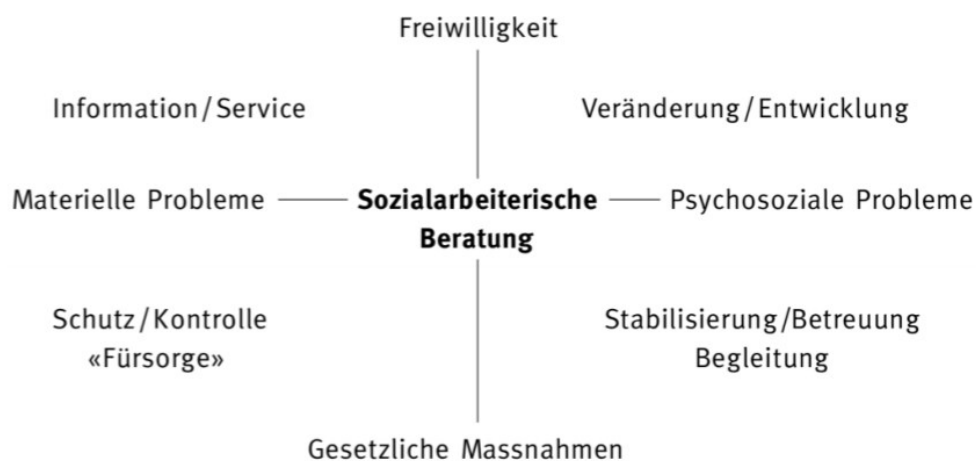 Freiwilligkeit
Information / Service
Veränderung / Entwicklung
Materielle Probleme
Sozialarbeiterische
Beratung
Psychosoziale Probleme
Schutz / Kontrolle
«Fürsorge»
Stabilisierung /Betreuung
Begleitung
Gesetzliche Massnahmen